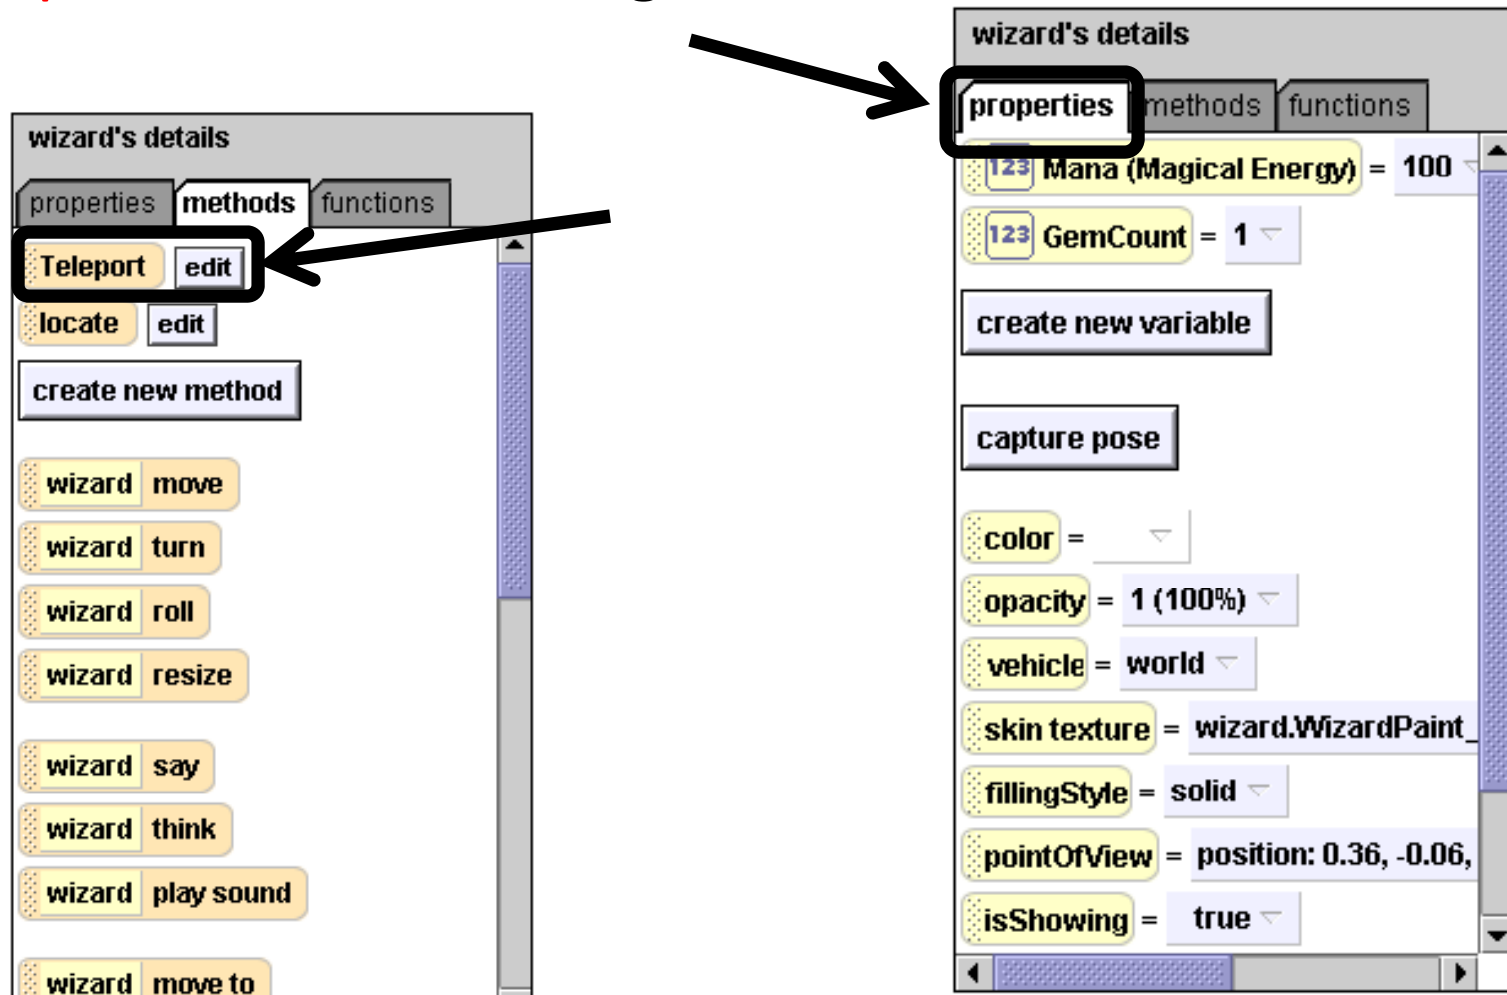 wizard's details
properties methods functions
Teleport edit
locate edit
create new method
wizard move
wizard turn
wizard roll
wizard resize
wizard say
wizard think
wizard play sound
wizard move to
wizard's details
properties methods functions
123 Mana (Magical Energy) = 100
123 GemCount = 1
create new variable
capture pose
color =
opacity = 1 (100%)
vehicle = world
skin texture = wizard.WizardPaint_
fillingStyle = solid
pointOfView = position: 0.36, -0.06,
isShowing = true